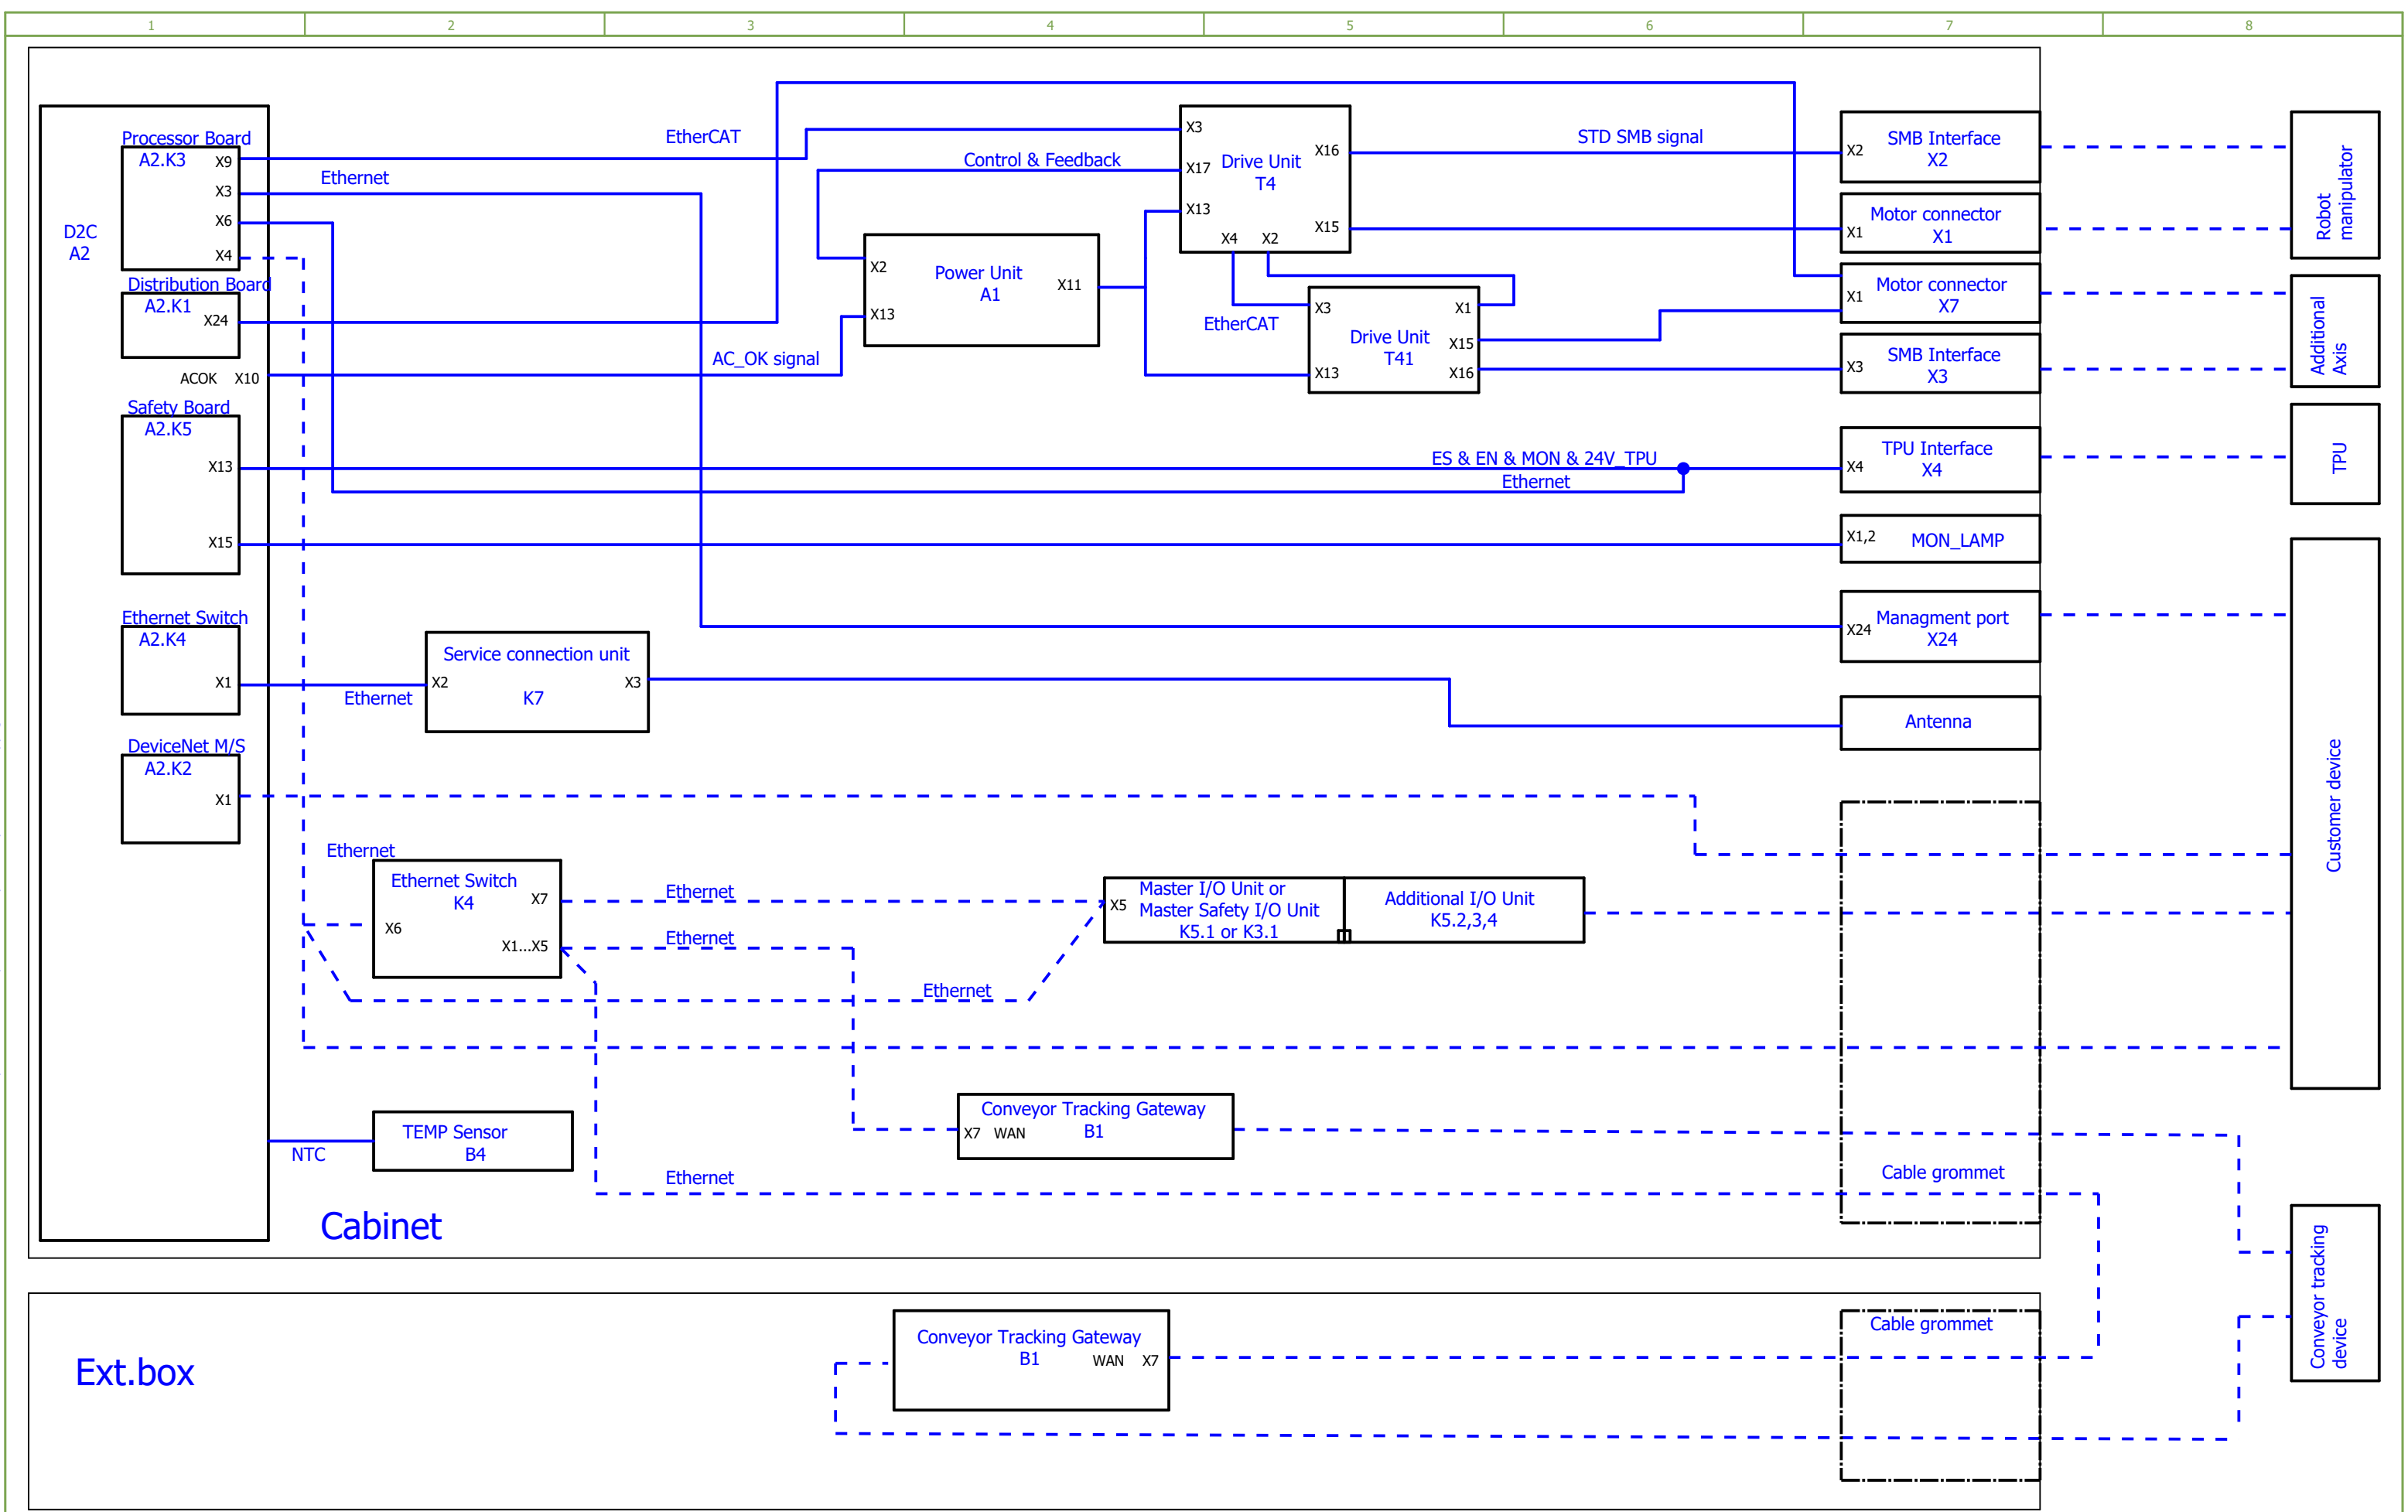 1
2
3
4
5
6
7
8
Processor Board
A2.K3
X9
X3
X6
X4
D2C
A2
EtherCAT
Ethernet
Control & Feedback
X3
X17
X13
Drive Unit
T4
X16
X15
X4
X2
STD SMB signal
X2
SMB Interface
X2
Robot
manipulator
X1
Motor connector
X1
Distribution Board
A2.K1
X24
X2
X13
Power Unit
A1
X11
EtherCAT
X3
X13
Drive Unit
T41
X1
X15
X16
X1
Motor connector
X7
X3
SMB Interface
X3
Additional
Axis
ACOK
X10
AC_OK signal
Safety Board
A2.K5
X13
X15
ES & EN & MON & 24V_TPU
Ethernet
X4
TPU Interface
X4
TPU
X1,2
MON_LAMP
X24
Managment port
X24
Ethernet Switch
A2.K4
X1
Ethernet
Service connection unit
X2
X3
K7
Antenna
Customer device
DeviceNet M/S
A2.K2
X1
Ethernet
Ethernet Switch
K4
X7
X6
X1...X5
Ethernet
Ethernet
Ethernet
X5
Master I/O Unit or
Master Safety I/O Unit
K5.1 or K3.1
Additional I/O Unit
K5.2,3,4
NTC
TEMP Sensor
B4
Conveyor Tracking Gateway
X7
WAN
B1
Ethernet
Cable grommet
Cabinet
Conveyor tracking
device
Ext.box
Conveyor Tracking Gateway
B1
WAN
X7
Cable grommet